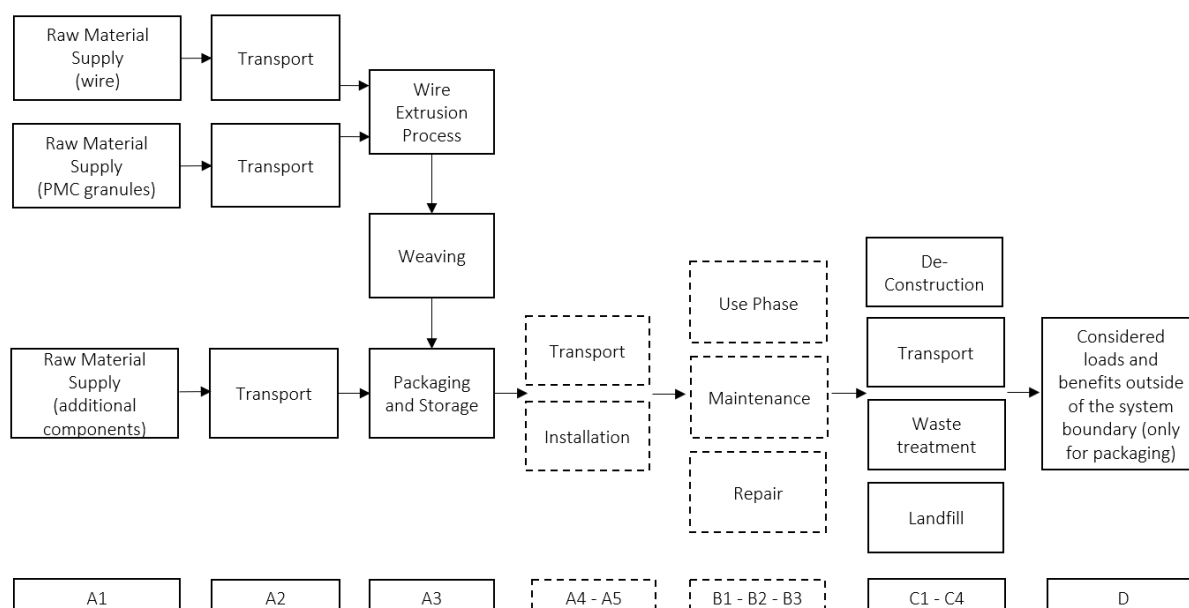 Raw Material
Supply
(wire)
Transport
Wire
Extrusion
Process
Raw Material
Supply
(PMC granules)
Transport
Weaving
Raw Material
Supply
(additional
components)
Transport
Packaging
and Storage
Transport
Installation
Use Phase
Maintenance
Repair
De-
Construction
Transport
Waste
treatment
Landfill
Considered
loads and
benefits outside
of the system
boundary (only
for packaging)
A1
A2
A3
A4 - A5
B1 - B2 - B3
C1 - C4
D